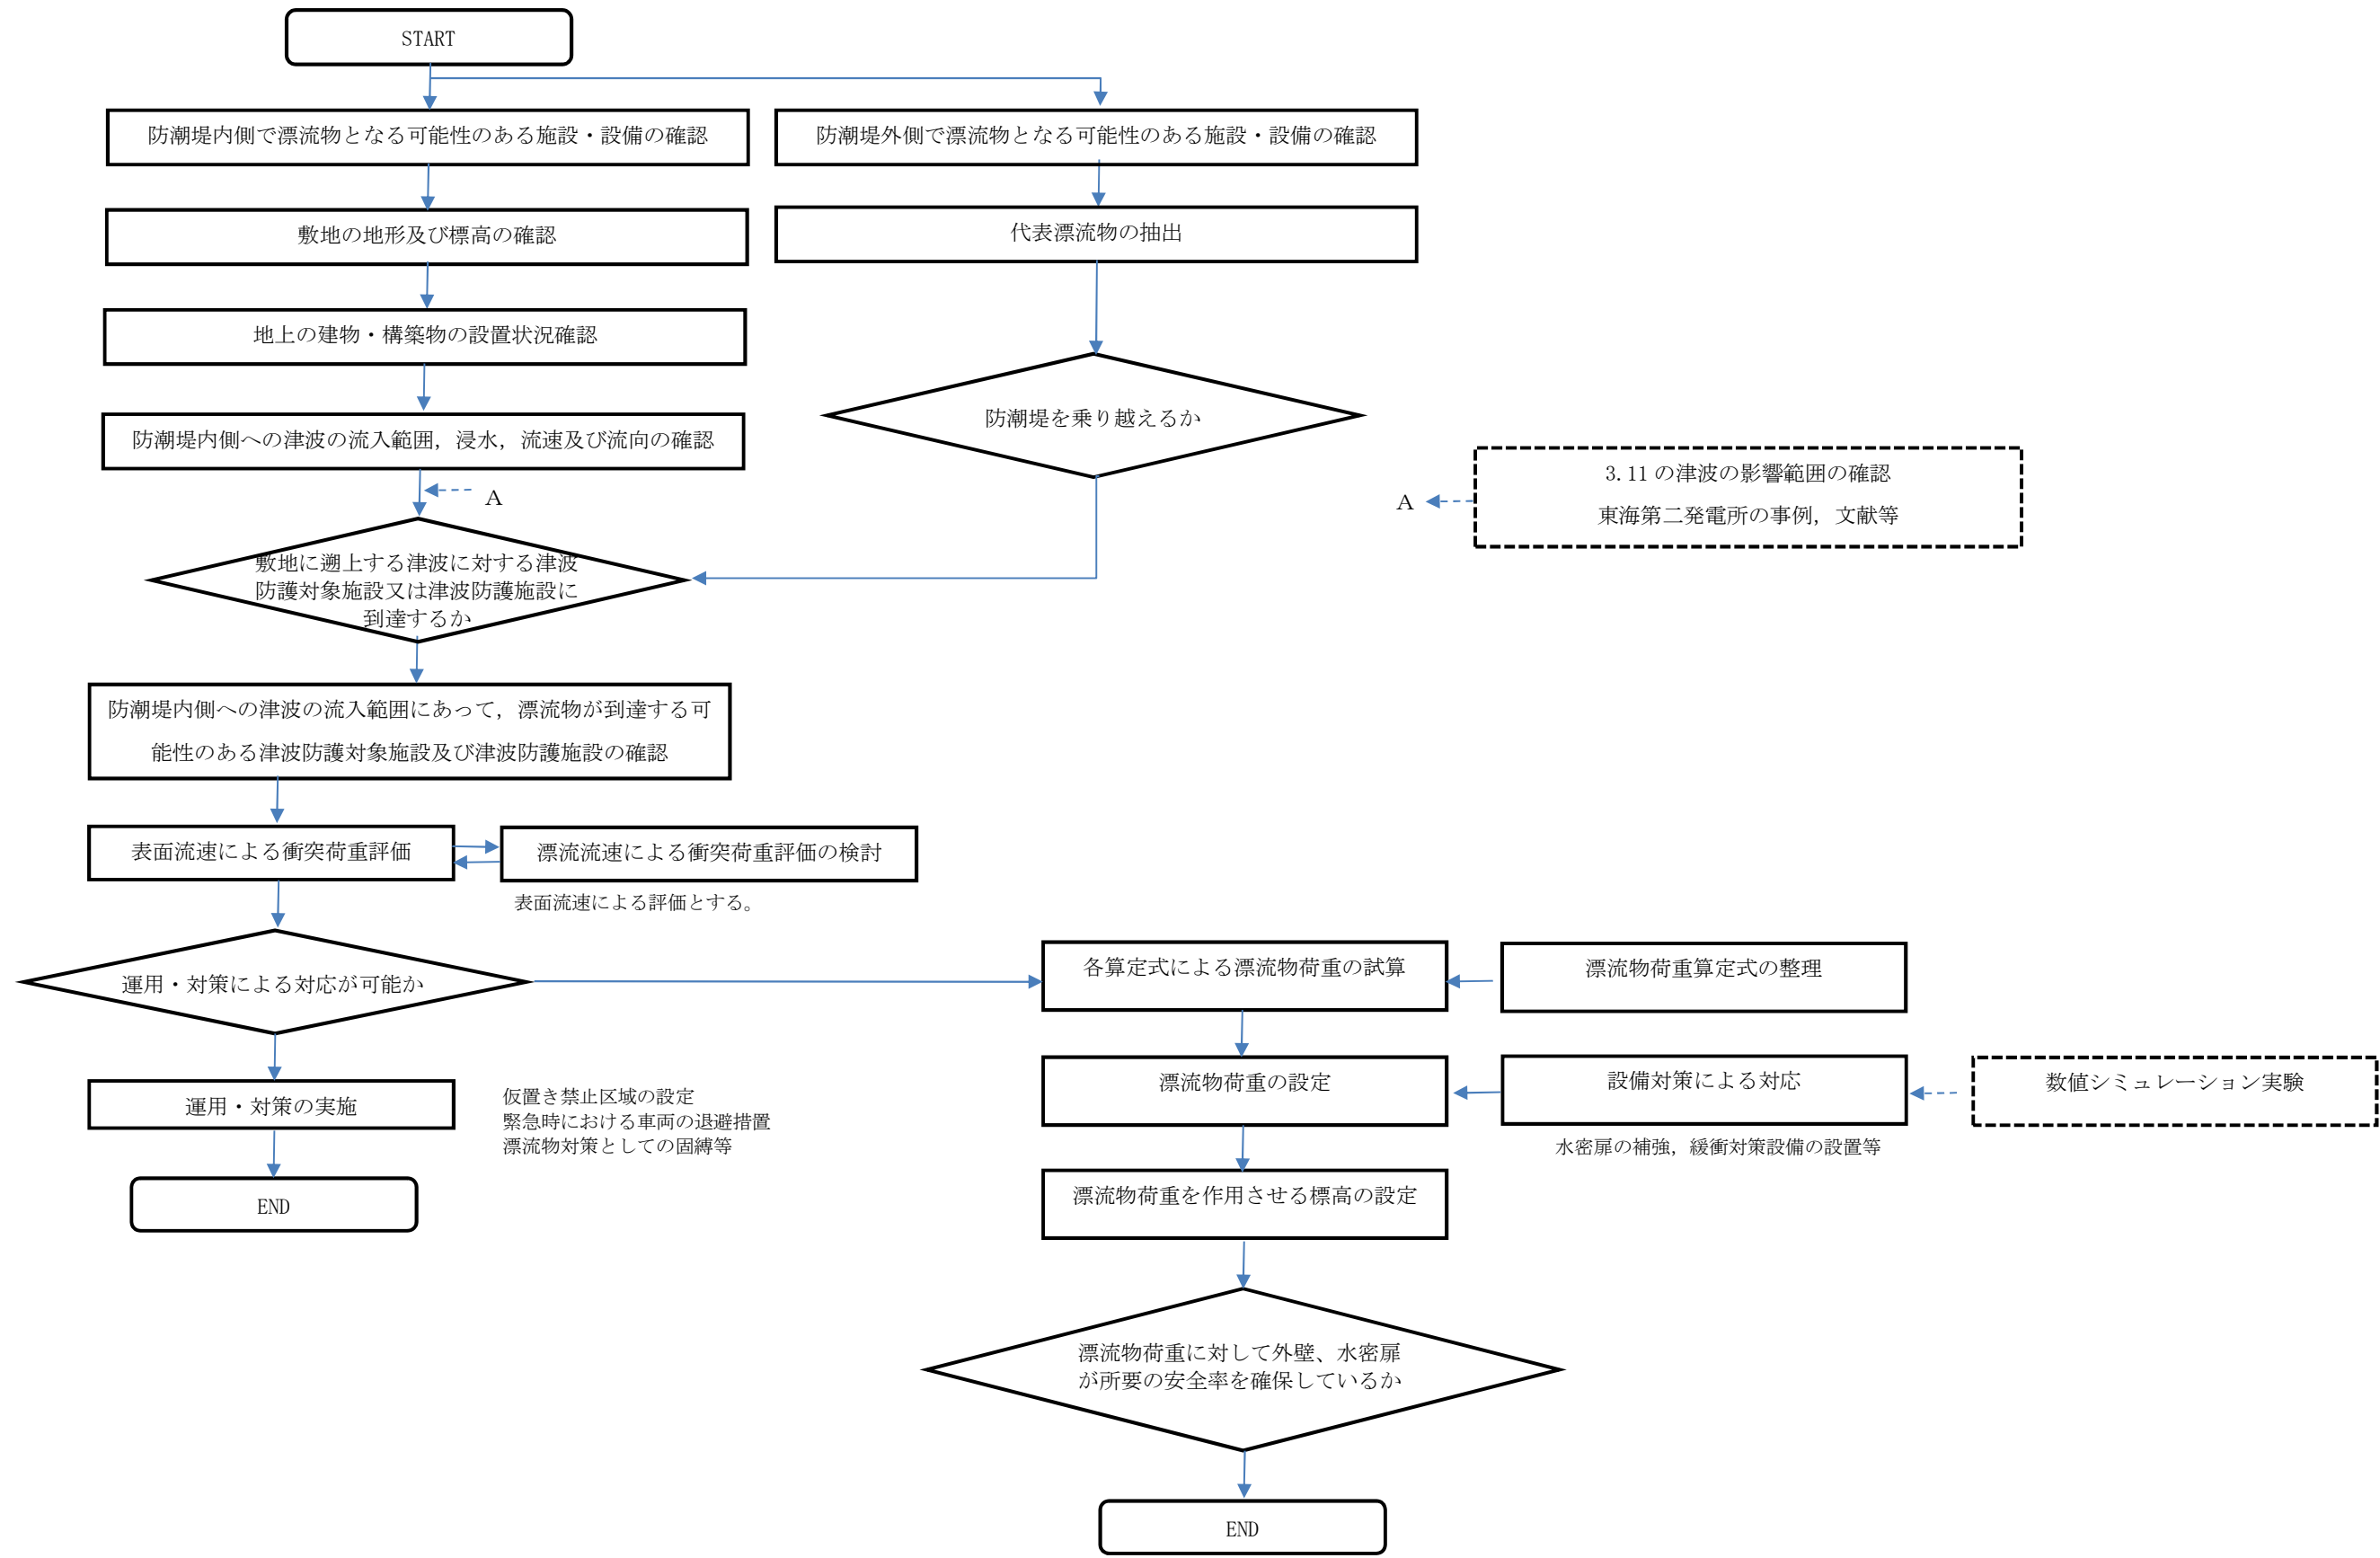 START
防潮堤内側で漂流物となる可能性のある施設・設備の確認
防潮堤外側で漂流物となる可能性のある施設・設備の確認
敷地の地形及び標高の確認
代表漂流物の抽出
地上の建物・構築物の設置状況確認
防潮堤を乗り越えるか
防潮堤内側への津波の流入範囲，浸水，流速及び流向の確認
A
A
3.11の津波の影響範囲の確認
東海第二発電所の事例，文献等
敷地に遡上する津波に対する津波
防護対象施設又は津波防護施設に
到達するか
防潮堤内側への津波の流入範囲にあって，漂流物が到達する可
能性のある津波防護対象施設及び津波防護施設の確認
表面流速による衝突荷重評価
漂流流速による衝突荷重評価の検討
表面流速による評価とする。
運用・対策による対応が可能か
各算定式による漂流物荷重の試算
漂流物荷重算定式の整理
運用・対策の実施
仮置き禁止区域の設定
緊急時における車両の退避措置
漂流物対策としての固縛等
漂流物荷重の設定
設備対策による対応
数値シミュレーション実験
水密扉の補強，緩衝対策設備の設置等
END
漂流物荷重を作用させる標高の設定
漂流物荷重に対して外壁、水密扉
が所要の安全率を確保しているか
END